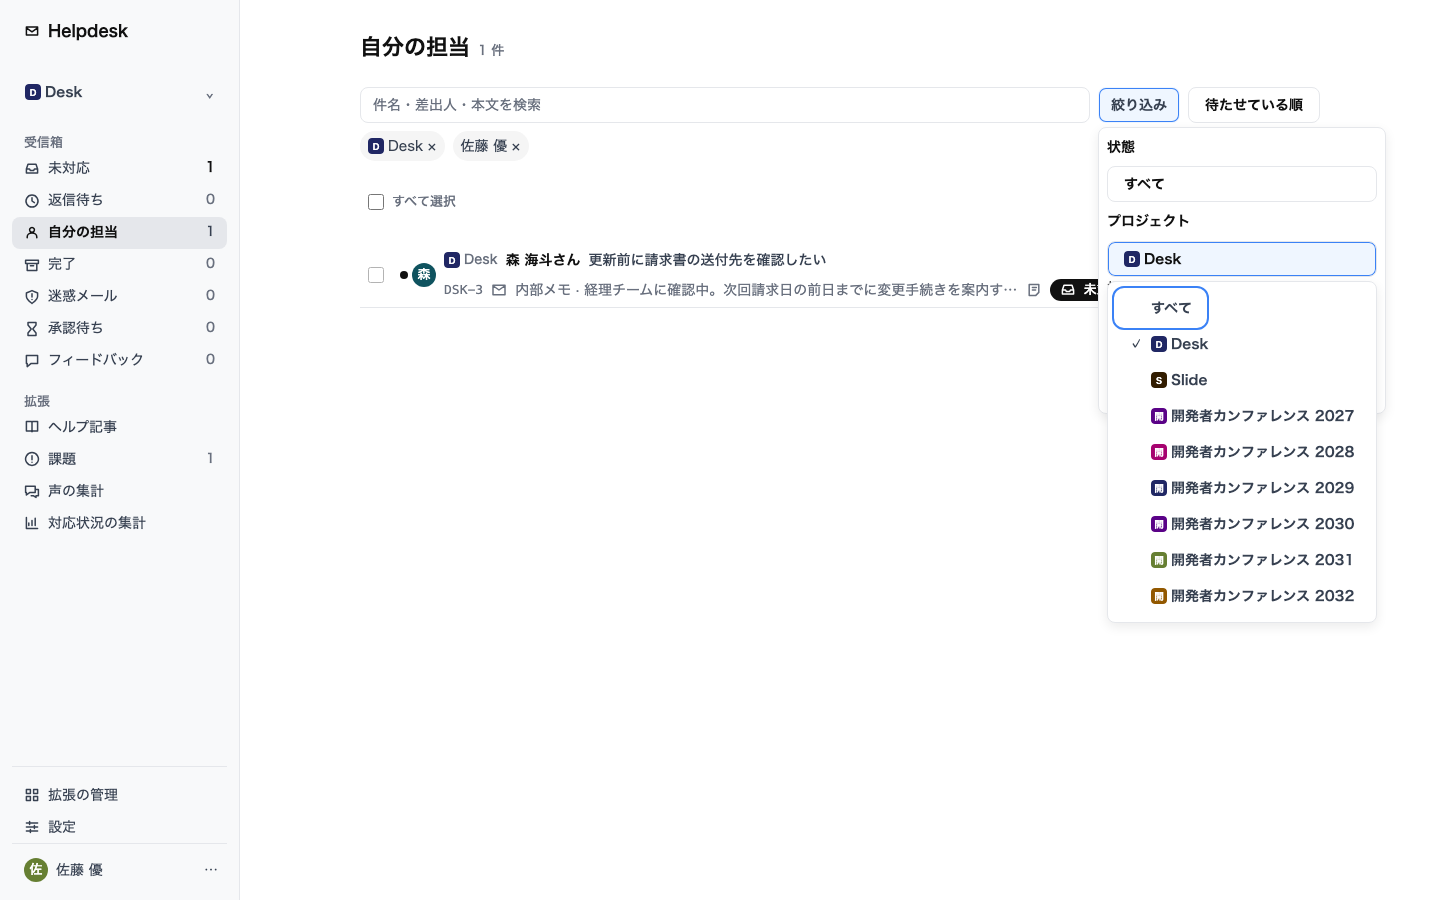 Helpdesk
D Desk
受信箱
未対応 1
返信待ち 0
自分の担当 1
完了 0
迷惑メール 0
承認待ち 0
フィードバック 0
拡張
ヘルプ記事
課題 1
声の集計
対応状況の集計
拡張の管理
設定
佐 佐藤 優 …
自分の担当 1 件
件名・差出人・本文を検索
絞り込み
待たせている順
D Desk ×
佐藤 優 ×
すべて選択
森
D Desk 森 海斗さん 更新前に請求書の送付先を確認したい
DSK-3 内部メモ · 経理チームに確認中。次回請求日の前日までに変更手続きを案内す…
状態
すべて
プロジェクト
D Desk
すべて
✓ D Desk
S Slide
開 開発者カンファレンス 2027
開 開発者カンファレンス 2028
開 開発者カンファレンス 2029
開 開発者カンファレンス 2030
開 開発者カンファレンス 2031
開 開発者カンファレンス 2032